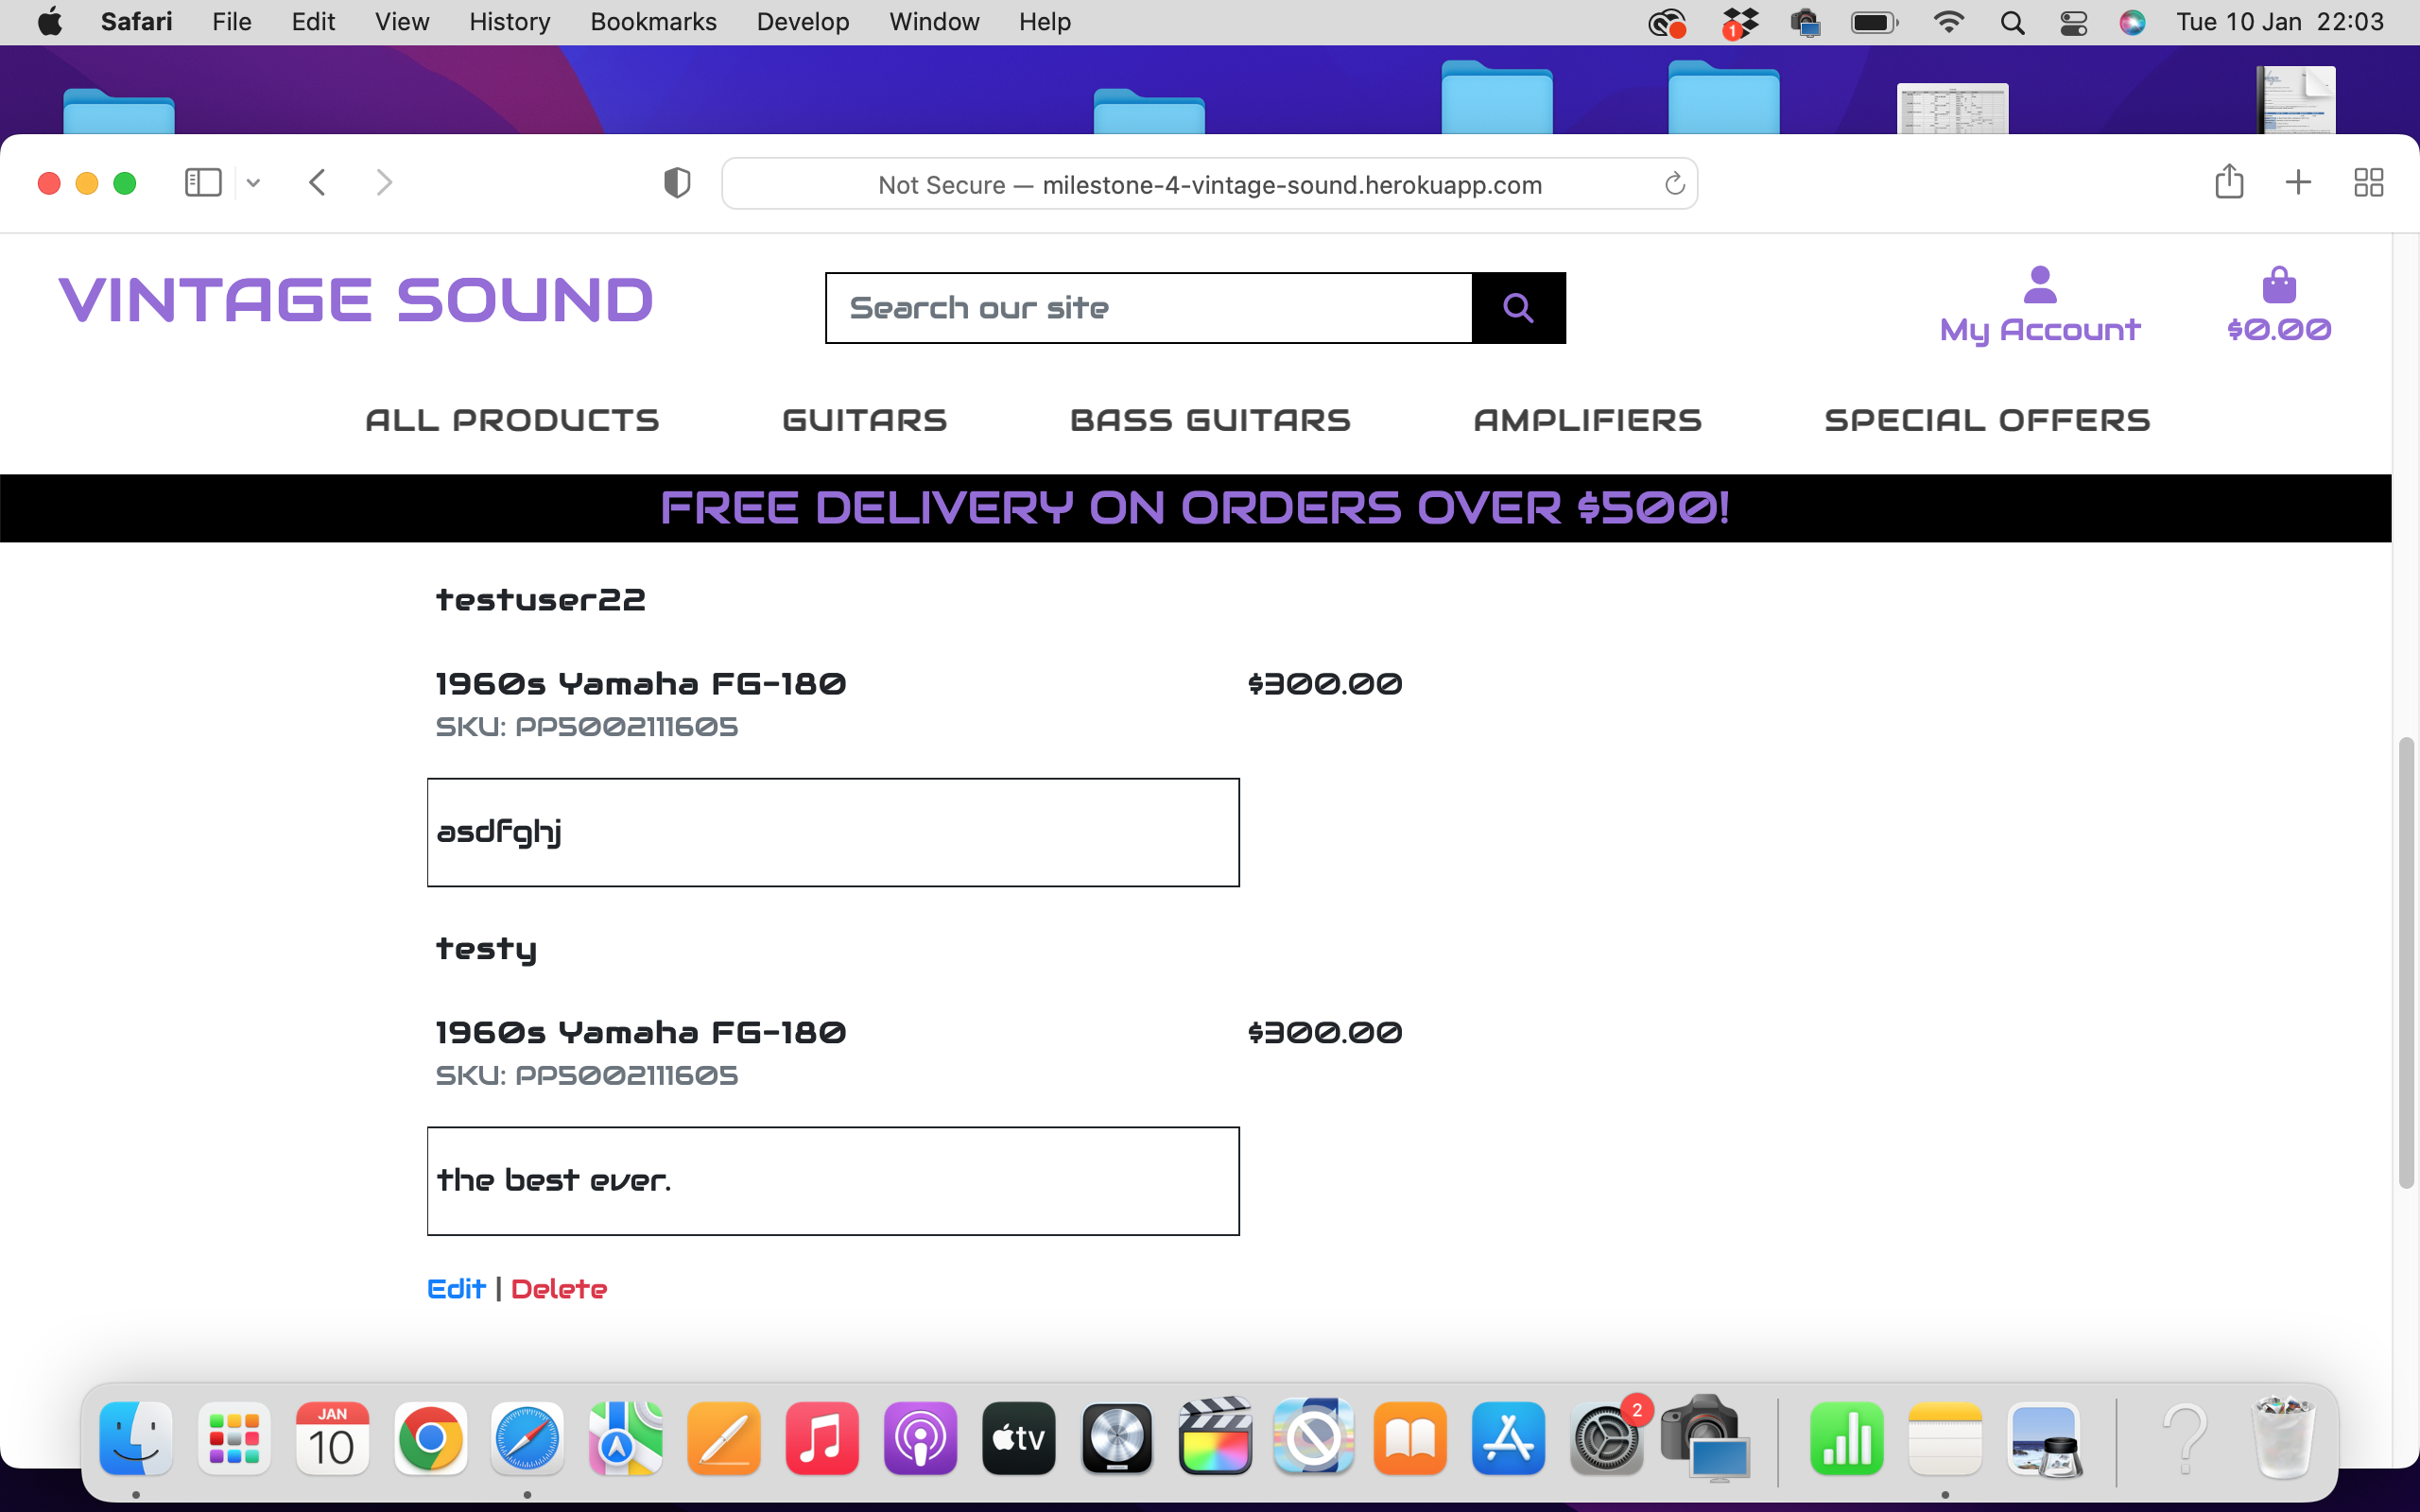 Safari File Edit View History Bookmarks Develop Window Help 1 Tue 10 Jan 22:03
Not Secure — milestone-4-vintage-sound.herokuapp.com
VINTAGE SOUND
Search our site
My Account
$0.00
ALL PRODUCTS GUITARS BASS GUITARS AMPLIFIERS SPECIAL OFFERS
FREE DELIVERY ON ORDERS OVER $500!
testuser22
1960s Yamaha FG-180 $300.00
SKU: PP5002111605
asdfghj
testy
1960s Yamaha FG-180 $300.00
SKU: PP5002111605
the best ever.
Edit | Delete
JAN
10
tv
2